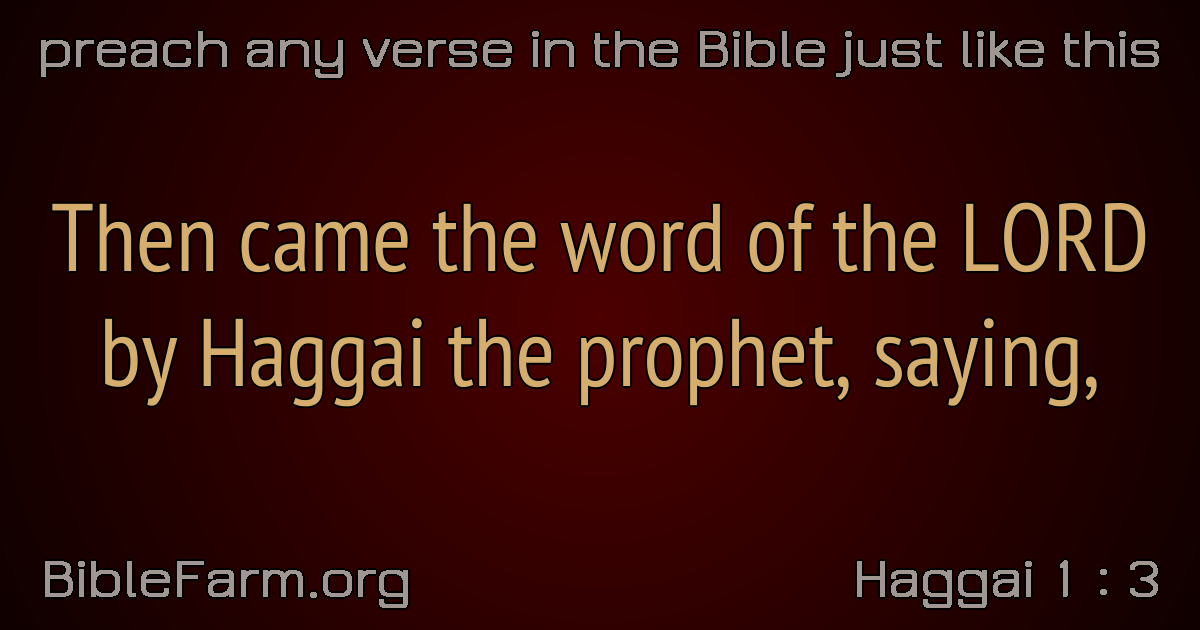 preach any verse in the Bible just like this
Then came the word of the LORD
by Haggai the prophet, saying,
BibleFarm.org
Haggai 1 : 3